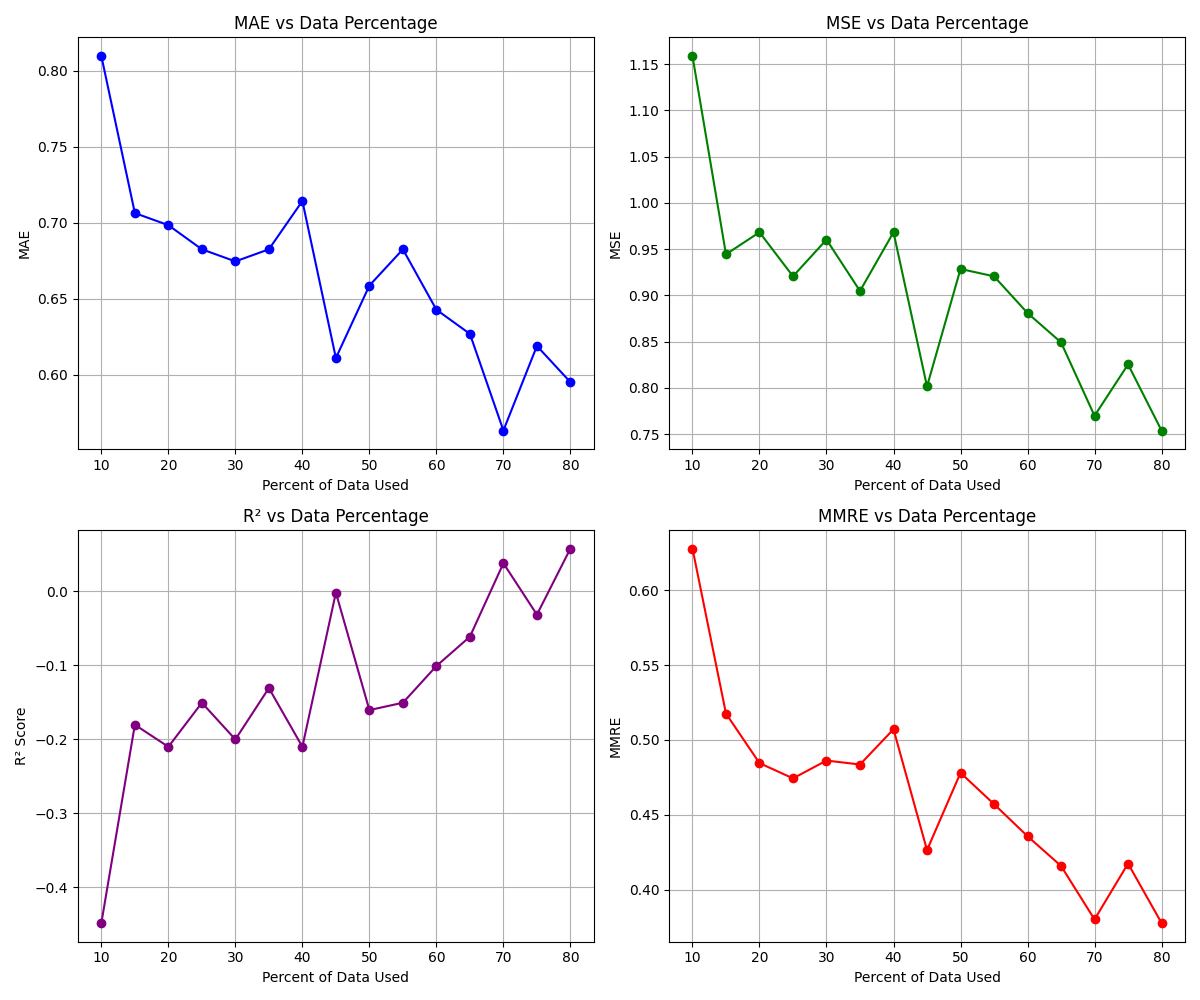 MAE vs Data Percentage
0.80
0.75
0.70
0.65
0.60
MAE
10 20 30 40 50 60 70 80
Percent of Data Used
MSE vs Data Percentage
1.15
1.10
1.05
1.00
0.95
0.90
0.85
0.80
0.75
MSE
10 20 30 40 50 60 70 80
Percent of Data Used
R² vs Data Percentage
0.0
−0.1
−0.2
−0.3
−0.4
R² Score
10 20 30 40 50 60 70 80
Percent of Data Used
MMRE vs Data Percentage
0.60
0.55
0.50
0.45
0.40
MMRE
10 20 30 40 50 60 70 80
Percent of Data Used